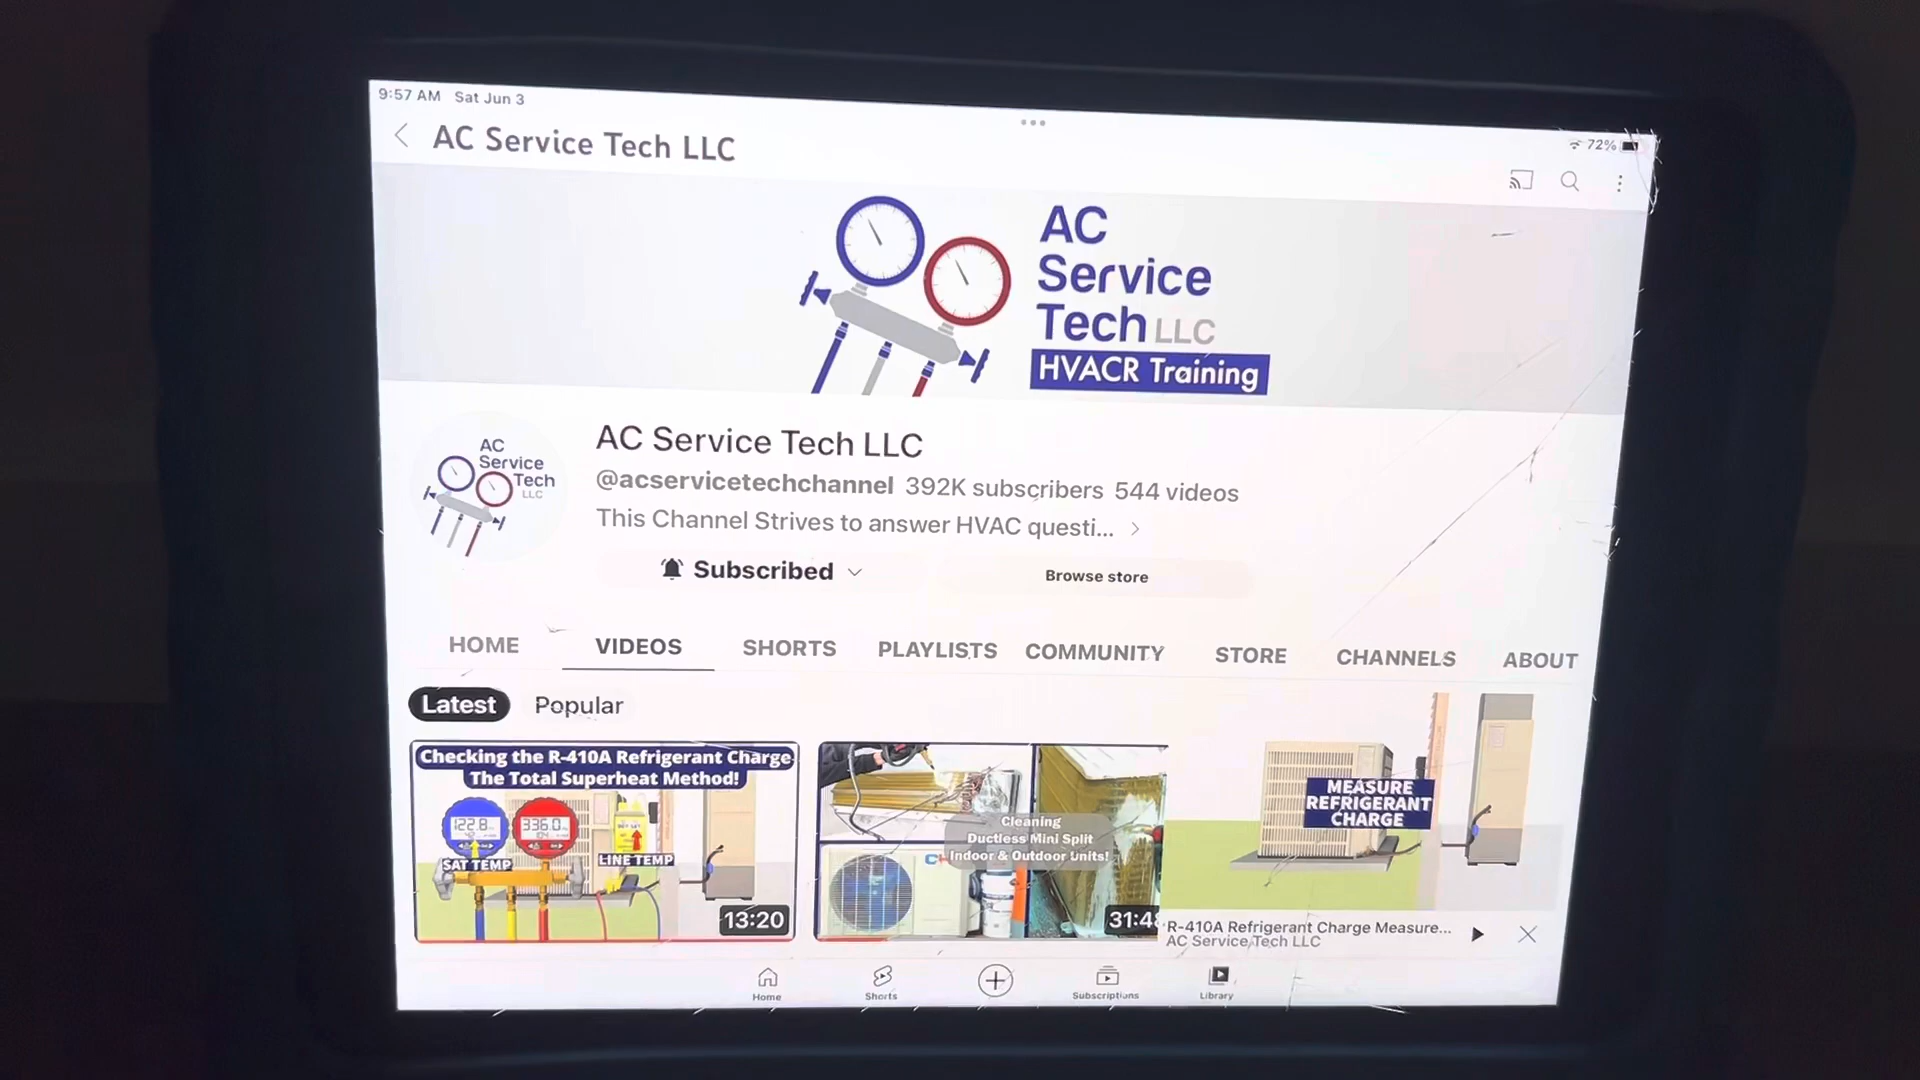 9:57 AM Sat Jun 3
72%
AC Service Tech LLC
AC
Service
Tech LLC
HVACR Training
AC
Service
Tech
LLC
AC Service Tech LLC
@acservicetechchannel 392K subscribers 544 videos
This Channel Strives to answer HVAC questi...
Subscribed
Browse store
HOME VIDEOS SHORTS PLAYLISTS COMMUNITY STORE CHANNELS ABOUT
Latest Popular
Checking the R-410A Refrigerant Charge
The Total Superheat Method!
122.8
336.0
SAT TEMP
LINE TEMP
13:20
Cleaning
Ductless Mini Split
Indoor & Outdoor Units!
31:48
MEASURE
REFRIGERANT
CHARGE
R-410A Refrigerant Charge Measure...
AC Service Tech LLC
Home Shorts Subscriptions Library